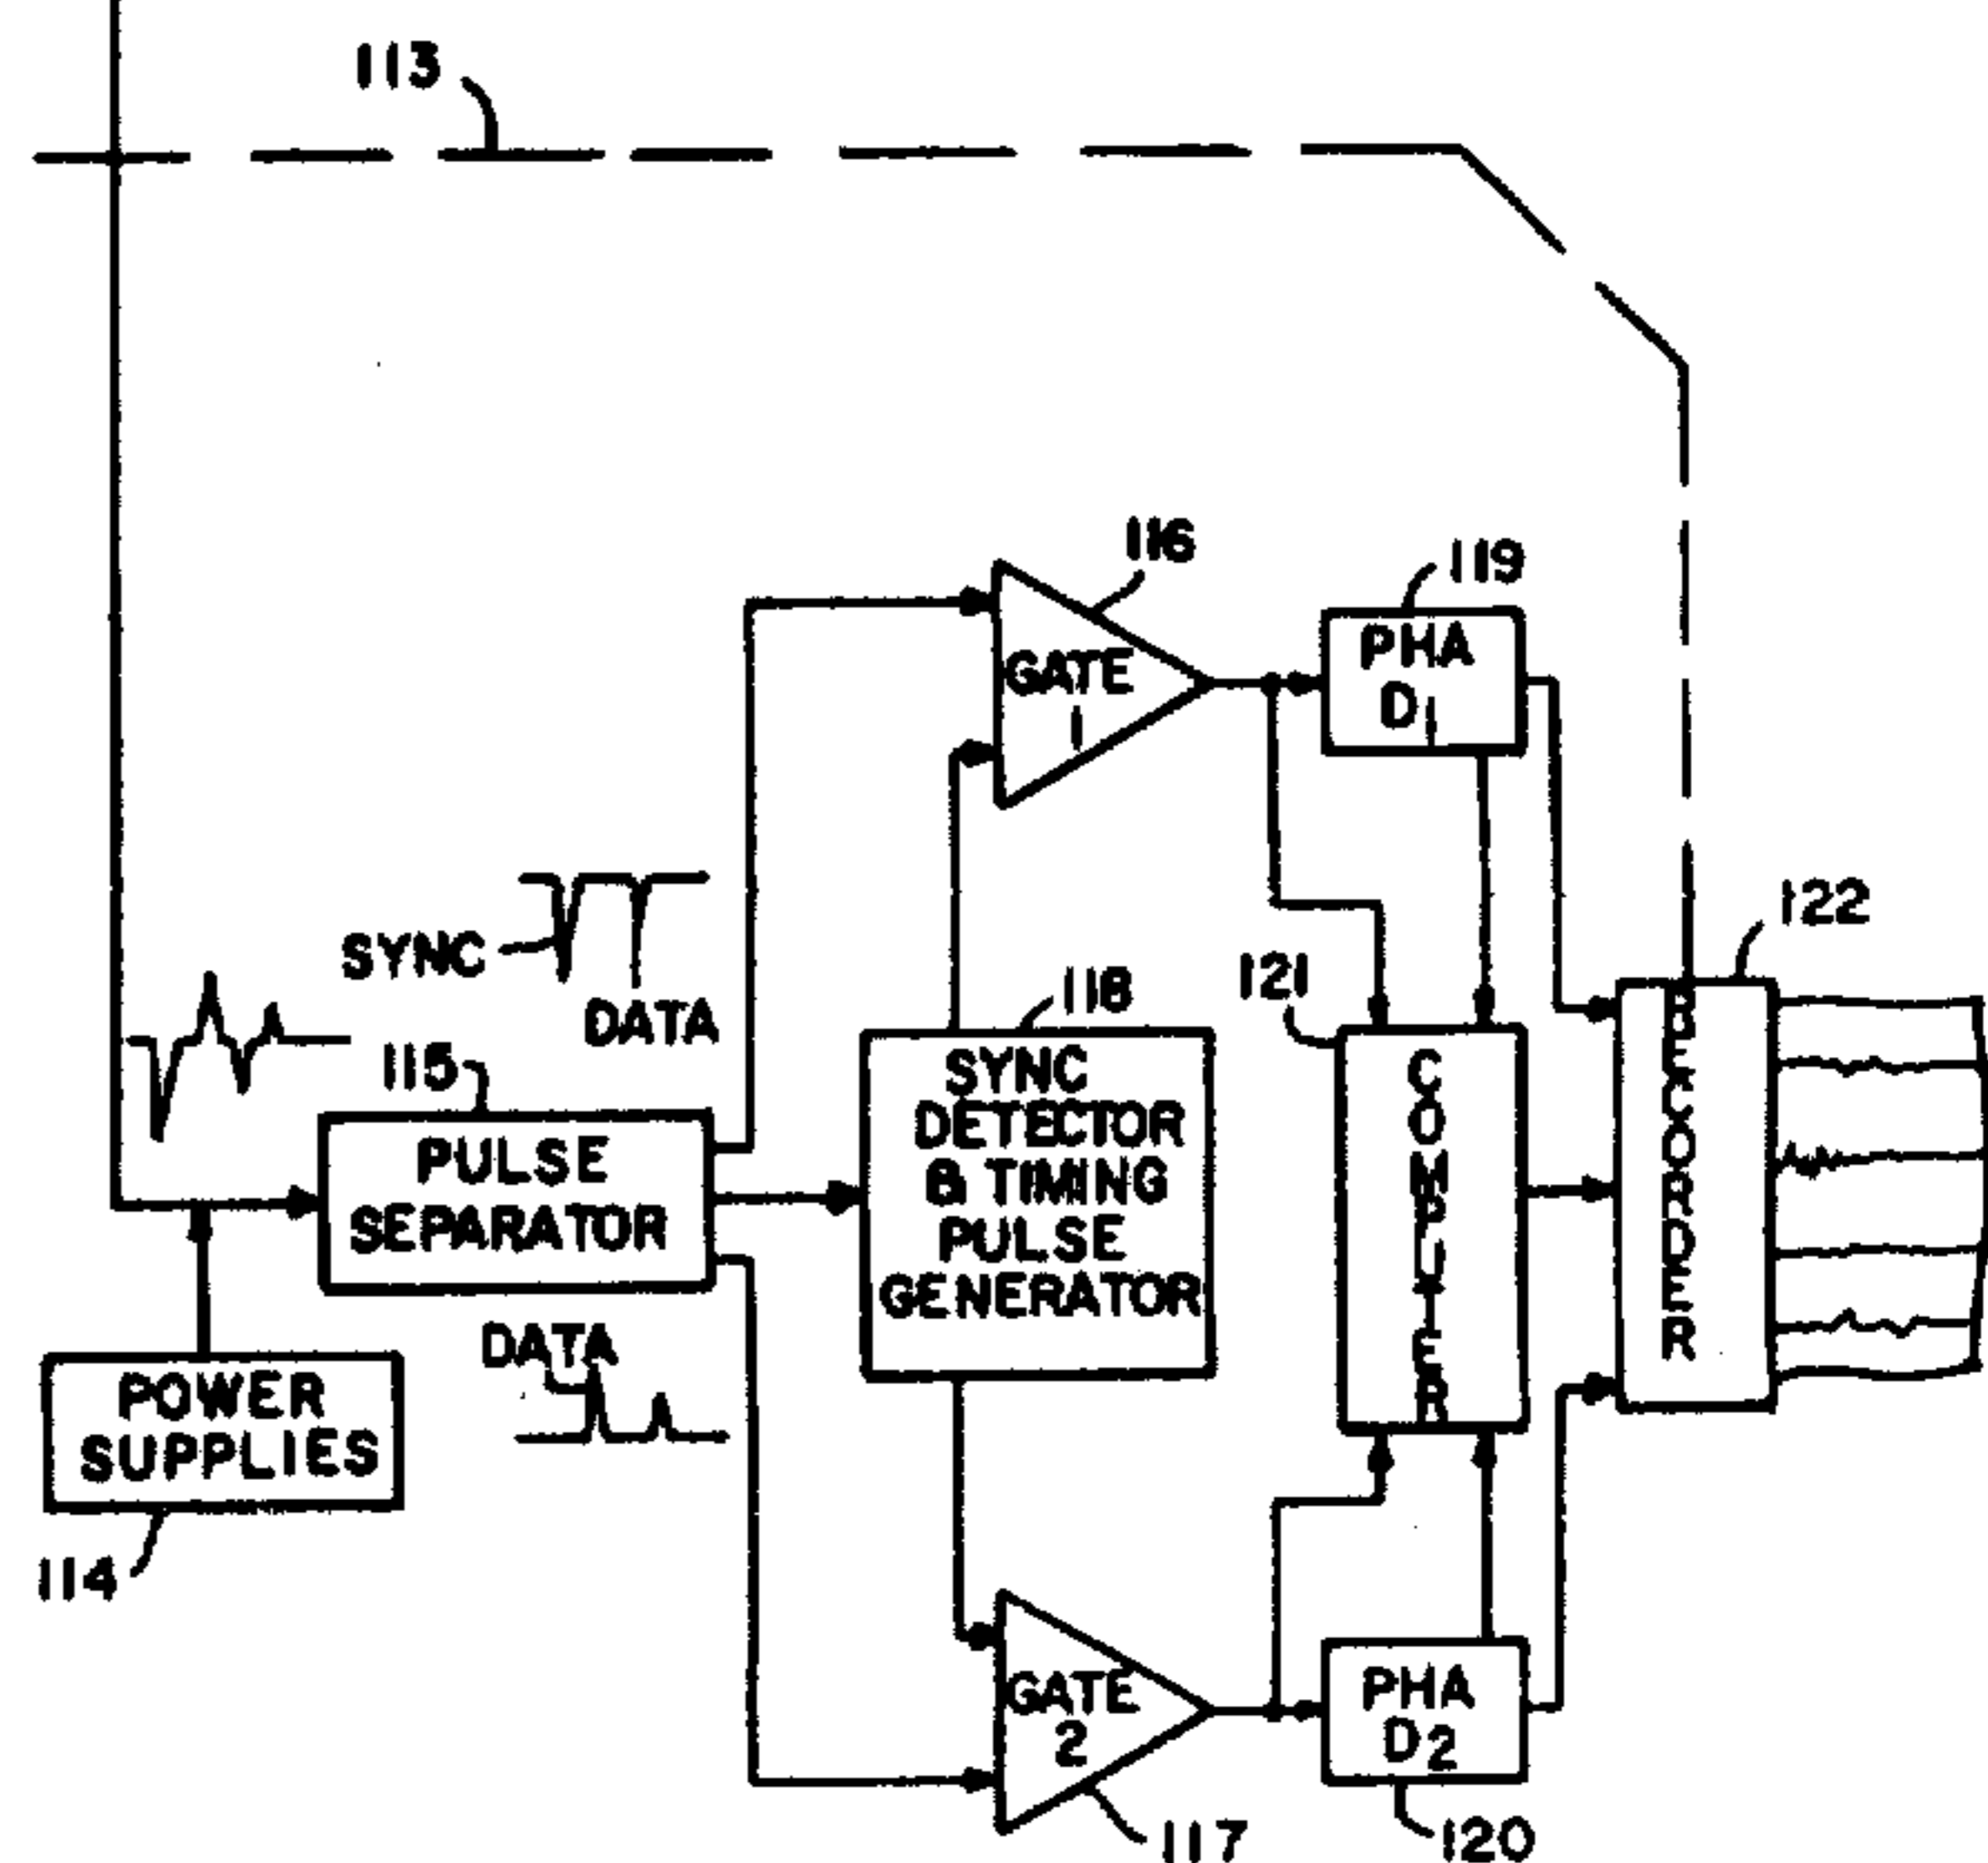 113
116
119
PHA
D1
GATE
1
122
SYNC
DATA
118
121
115
SYNC
DETECTOR
& TIMING
PULSE
GENERATOR
COMPUTER
RECORDER
PULSE
SEPARATOR
DATA
POWER
SUPPLIES
114
GATE
2
PHA
D2
117
120